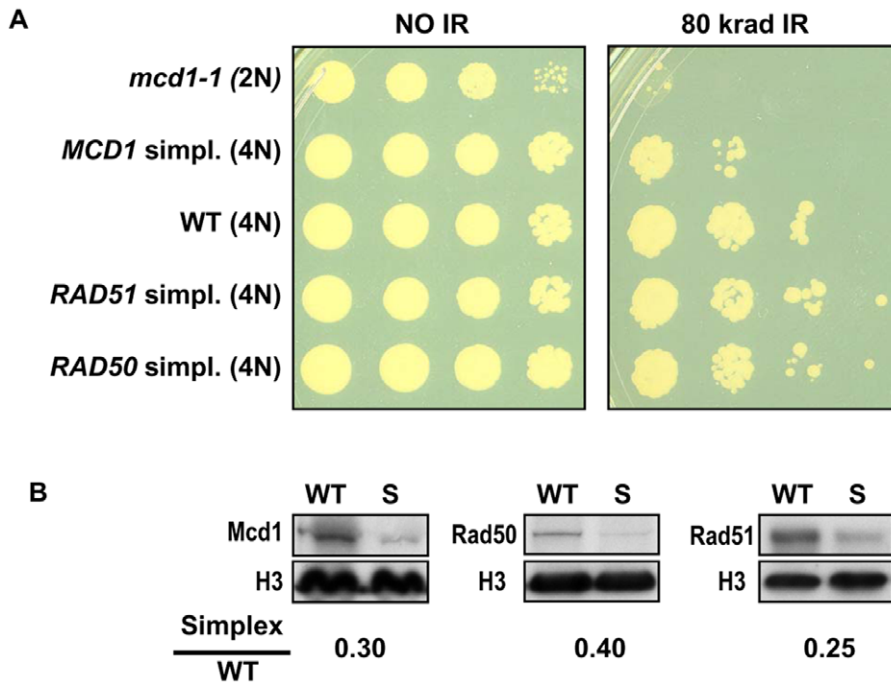 A
NO IR
80 krad IR
mcd1-1 (2N)
MCD1 simpl. (4N)
WT (4N)
RAD51 simpl. (4N)
RAD50 simpl. (4N)
B
WT S
WT S
WT S
Mcd1
Rad50
Rad51
H3
H3
H3
Simplex
WT
0.30
0.40
0.25